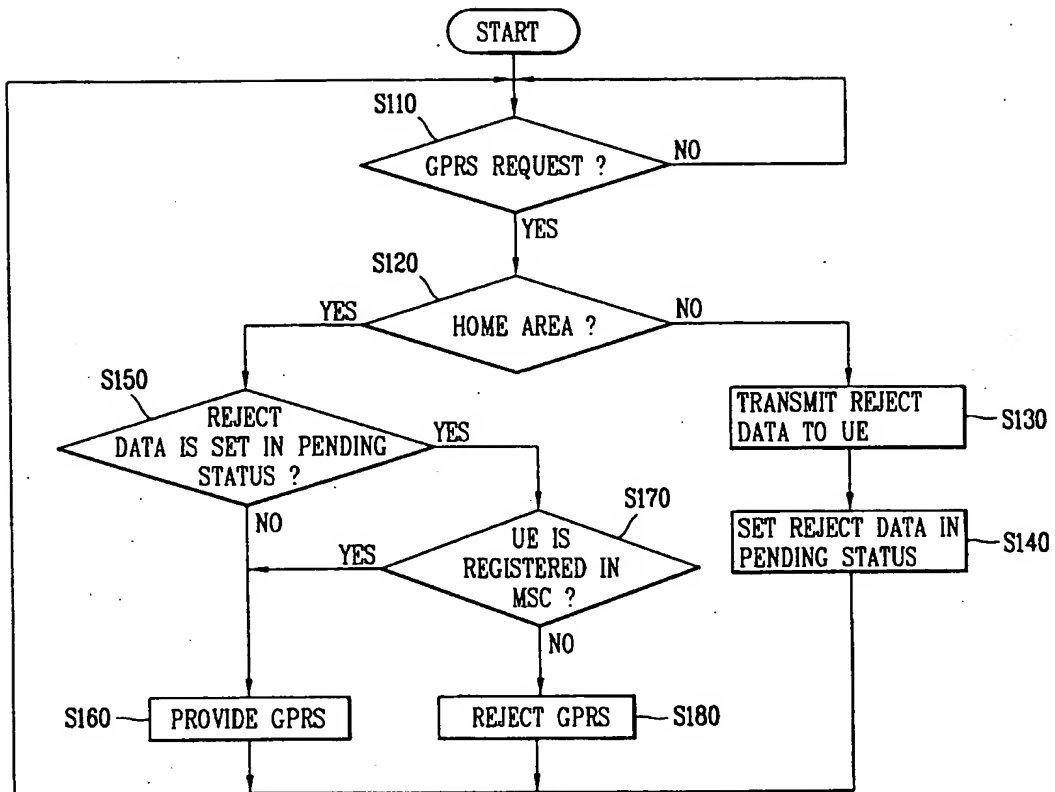 START
S110
GPRS REQUEST ?
NO
YES
S120
HOME AREA ?
YES
NO
S150
REJECT
DATA IS SET IN PENDING
STATUS ?
YES
NO
TRANSMIT REJECT
DATA TO UE
S130
S170
UE IS
REGISTERED IN
MSC ?
YES
NO
SET REJECT DATA IN
PENDING STATUS
S140
S160
PROVIDE GPRS
REJECT GPRS
S180